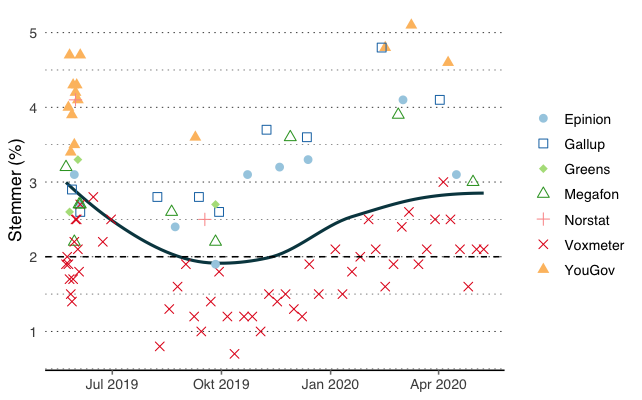 Stemmer (%)
5
4
3
2
1
Jul 2019
Okt 2019
Jan 2020
Apr 2020
Epinion
Gallup
Greens
Megafon
Norstat
Voxmeter
YouGov